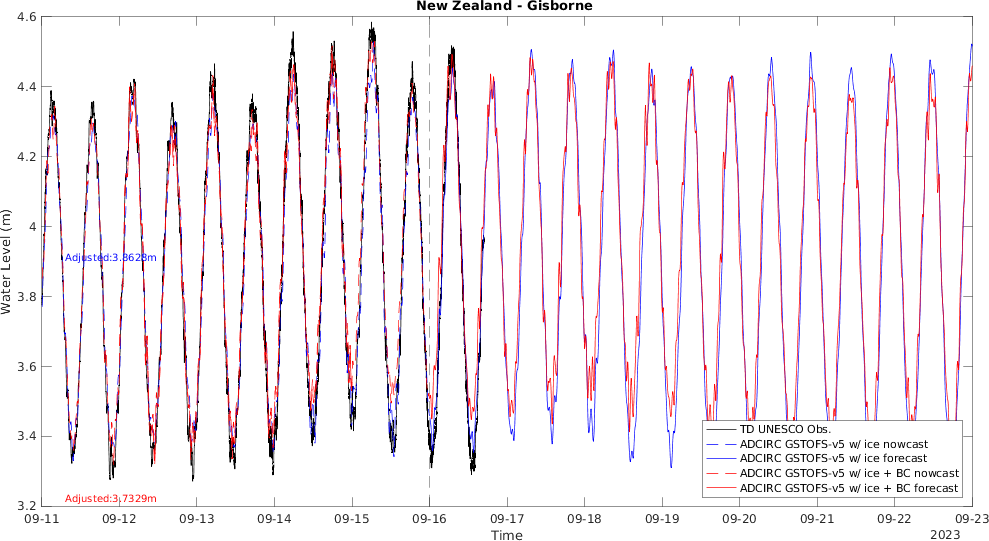 New Zealand - Gisborne
4.6
4.4
4.2
4
3.8
3.6
3.4
3.2
Water Level (m)
Adjusted:3.8628m
Adjusted:3.7329m
TD UNESCO Obs.
ADCIRC GSTOFS-v5 w/ ice nowcast
ADCIRC GSTOFS-v5 w/ ice forecast
ADCIRC GSTOFS-v5 w/ ice + BC nowcast
ADCIRC GSTOFS-v5 w/ ice + BC forecast
09-11 09-12 09-13 09-14 09-15 09-16 09-17 09-18 09-19 09-20 09-21 09-22 09-23
Time
2023